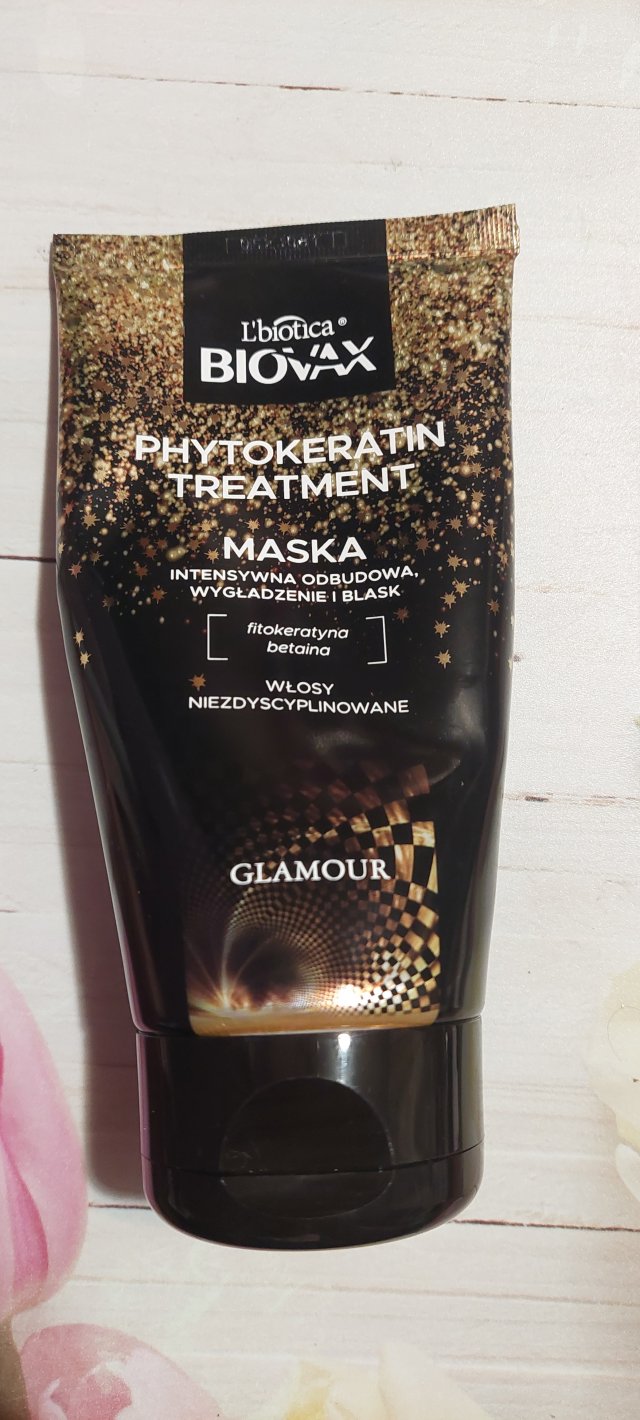 L'biotica®
BIOVAX
PHYTOKERATIN
TREATMENT
MASKA
INTENSYWNA ODBUDOWA,
WYGŁADZENIE I BLASK
fitokeratyna
betaina
WŁOSY
NIEZDYSCYPLINOWANE
GLAMOUR